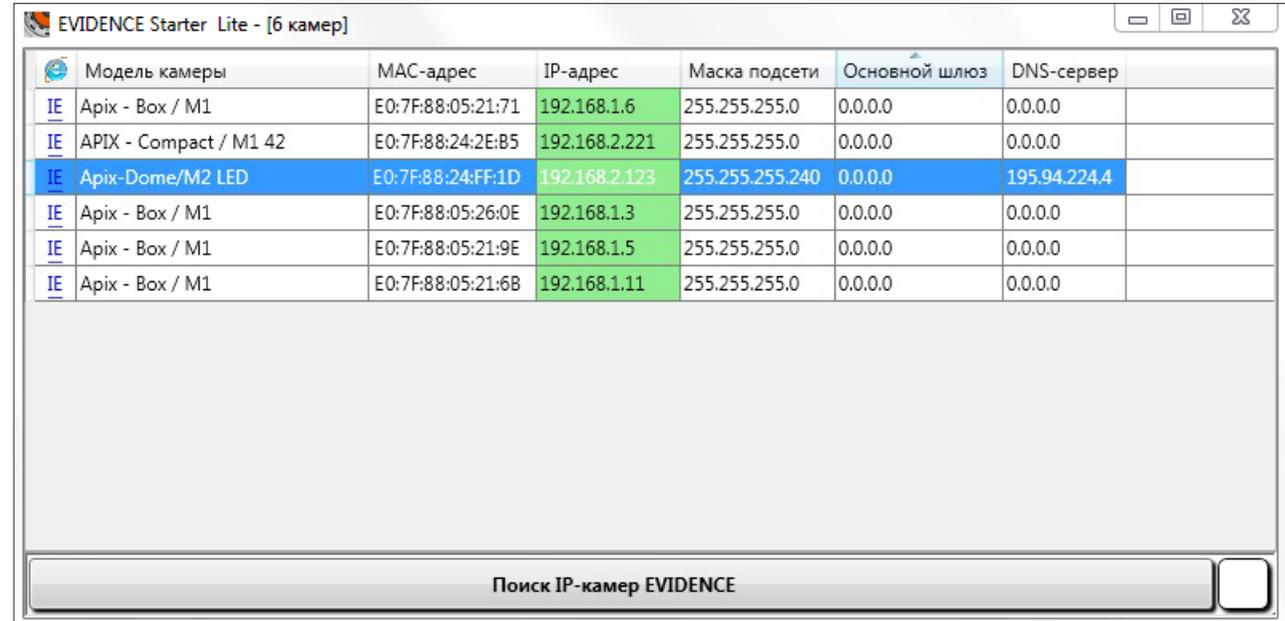 EVIDENCE Starter Lite - [6 камер]
Модель камеры MAC-адрес IP-адрес Маска подсети Основной шлюз DNS-сервер
IE Apix - Box / M1 E0:7F:88:05:21:71 192.168.1.6 255.255.255.0 0.0.0.0 0.0.0.0
IE APIX - Compact / M1 42 E0:7F:88:24:2E:B5 192.168.2.221 255.255.255.0 0.0.0.0 0.0.0.0
IE Apix-Dome/M2 LED E0:7F:88:24:FF:1D 192.168.2.123 255.255.255.240 0.0.0.0 195.94.224.4
IE Apix - Box / M1 E0:7F:88:05:26:0E 192.168.1.3 255.255.255.0 0.0.0.0 0.0.0.0
IE Apix - Box / M1 E0:7F:88:05:21:9E 192.168.1.5 255.255.255.0 0.0.0.0 0.0.0.0
IE Apix - Box / M1 E0:7F:88:05:21:6B 192.168.1.11 255.255.255.0 0.0.0.0 0.0.0.0
Поиск IP-камер EVIDENCE